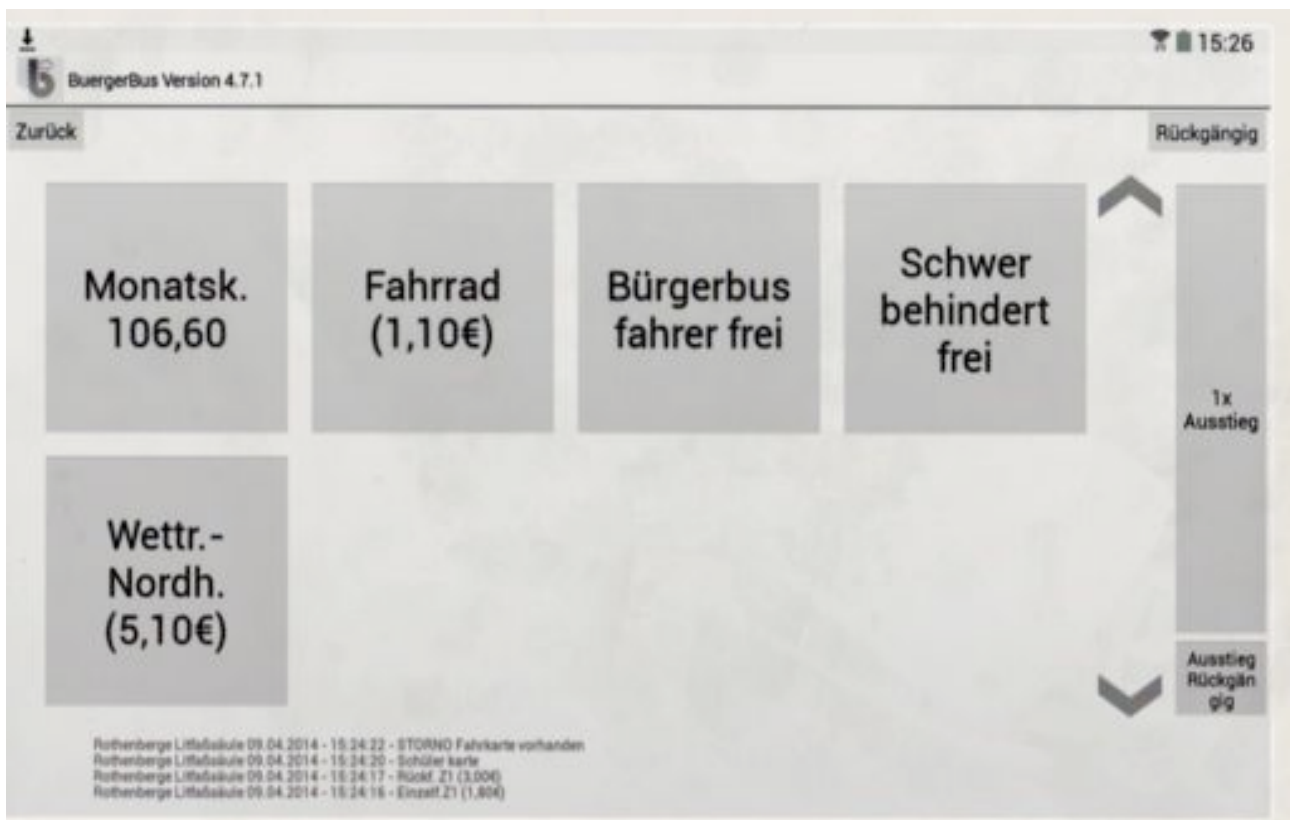 15:26
BuergerBus Version 4.7.1
Zurück
Rückgängig
Monatsk.
106,60
Fahrrad
(1,10€)
Bürgerbus
fahrer frei
Schwer
behindert
frei
1x
Ausstieg
Wettr.-
Nordh.
(5,10€)
Ausstieg
Rückgän
gig
Rothenberge Litfaßsäule 09.04.2014 - 15:24:22 - STORNO Fahrkarte vorhanden
Rothenberge Litfaßsäule 09.04.2014 - 15:24:20 - Schüler karte
Rothenberge Litfaßsäule 09.04.2014 - 15:24:17 - Rückf. Z1 (3,00€)
Rothenberge Litfaßsäule 09.04.2014 - 15:24:16 - Einzelf.Z1 (1,80€)